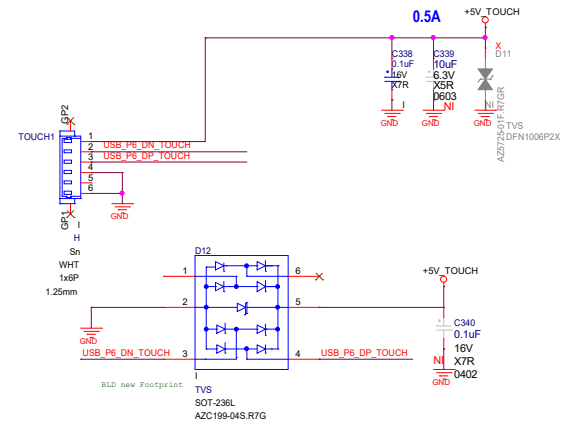 0.5A
+5V_TOUCH
C338
0.1uF
16V
X7R
I
GND
C339
10uF
6.3V
X5R
0603
NI
GND
X
D11
NI
GND
AZ5725-01F.R7GR
TVS
DFN1006P2X
GP2
TOUCH1
1
2
3
4
5
6
USB_P6_DN_TOUCH
USB_P6_DP_TOUCH
GND
GP1
I
H
Sn
WHT
1x6P
1.25mm
D12
1
2
3
6
5
4
GND
USB_P6_DN_TOUCH
USB_P6_DP_TOUCH
BLD new Footprint
I
TVS
SOT-236L
AZC199-04S.R7G
+5V_TOUCH
C340
0.1uF
16V
NI
X7R
0402
GND